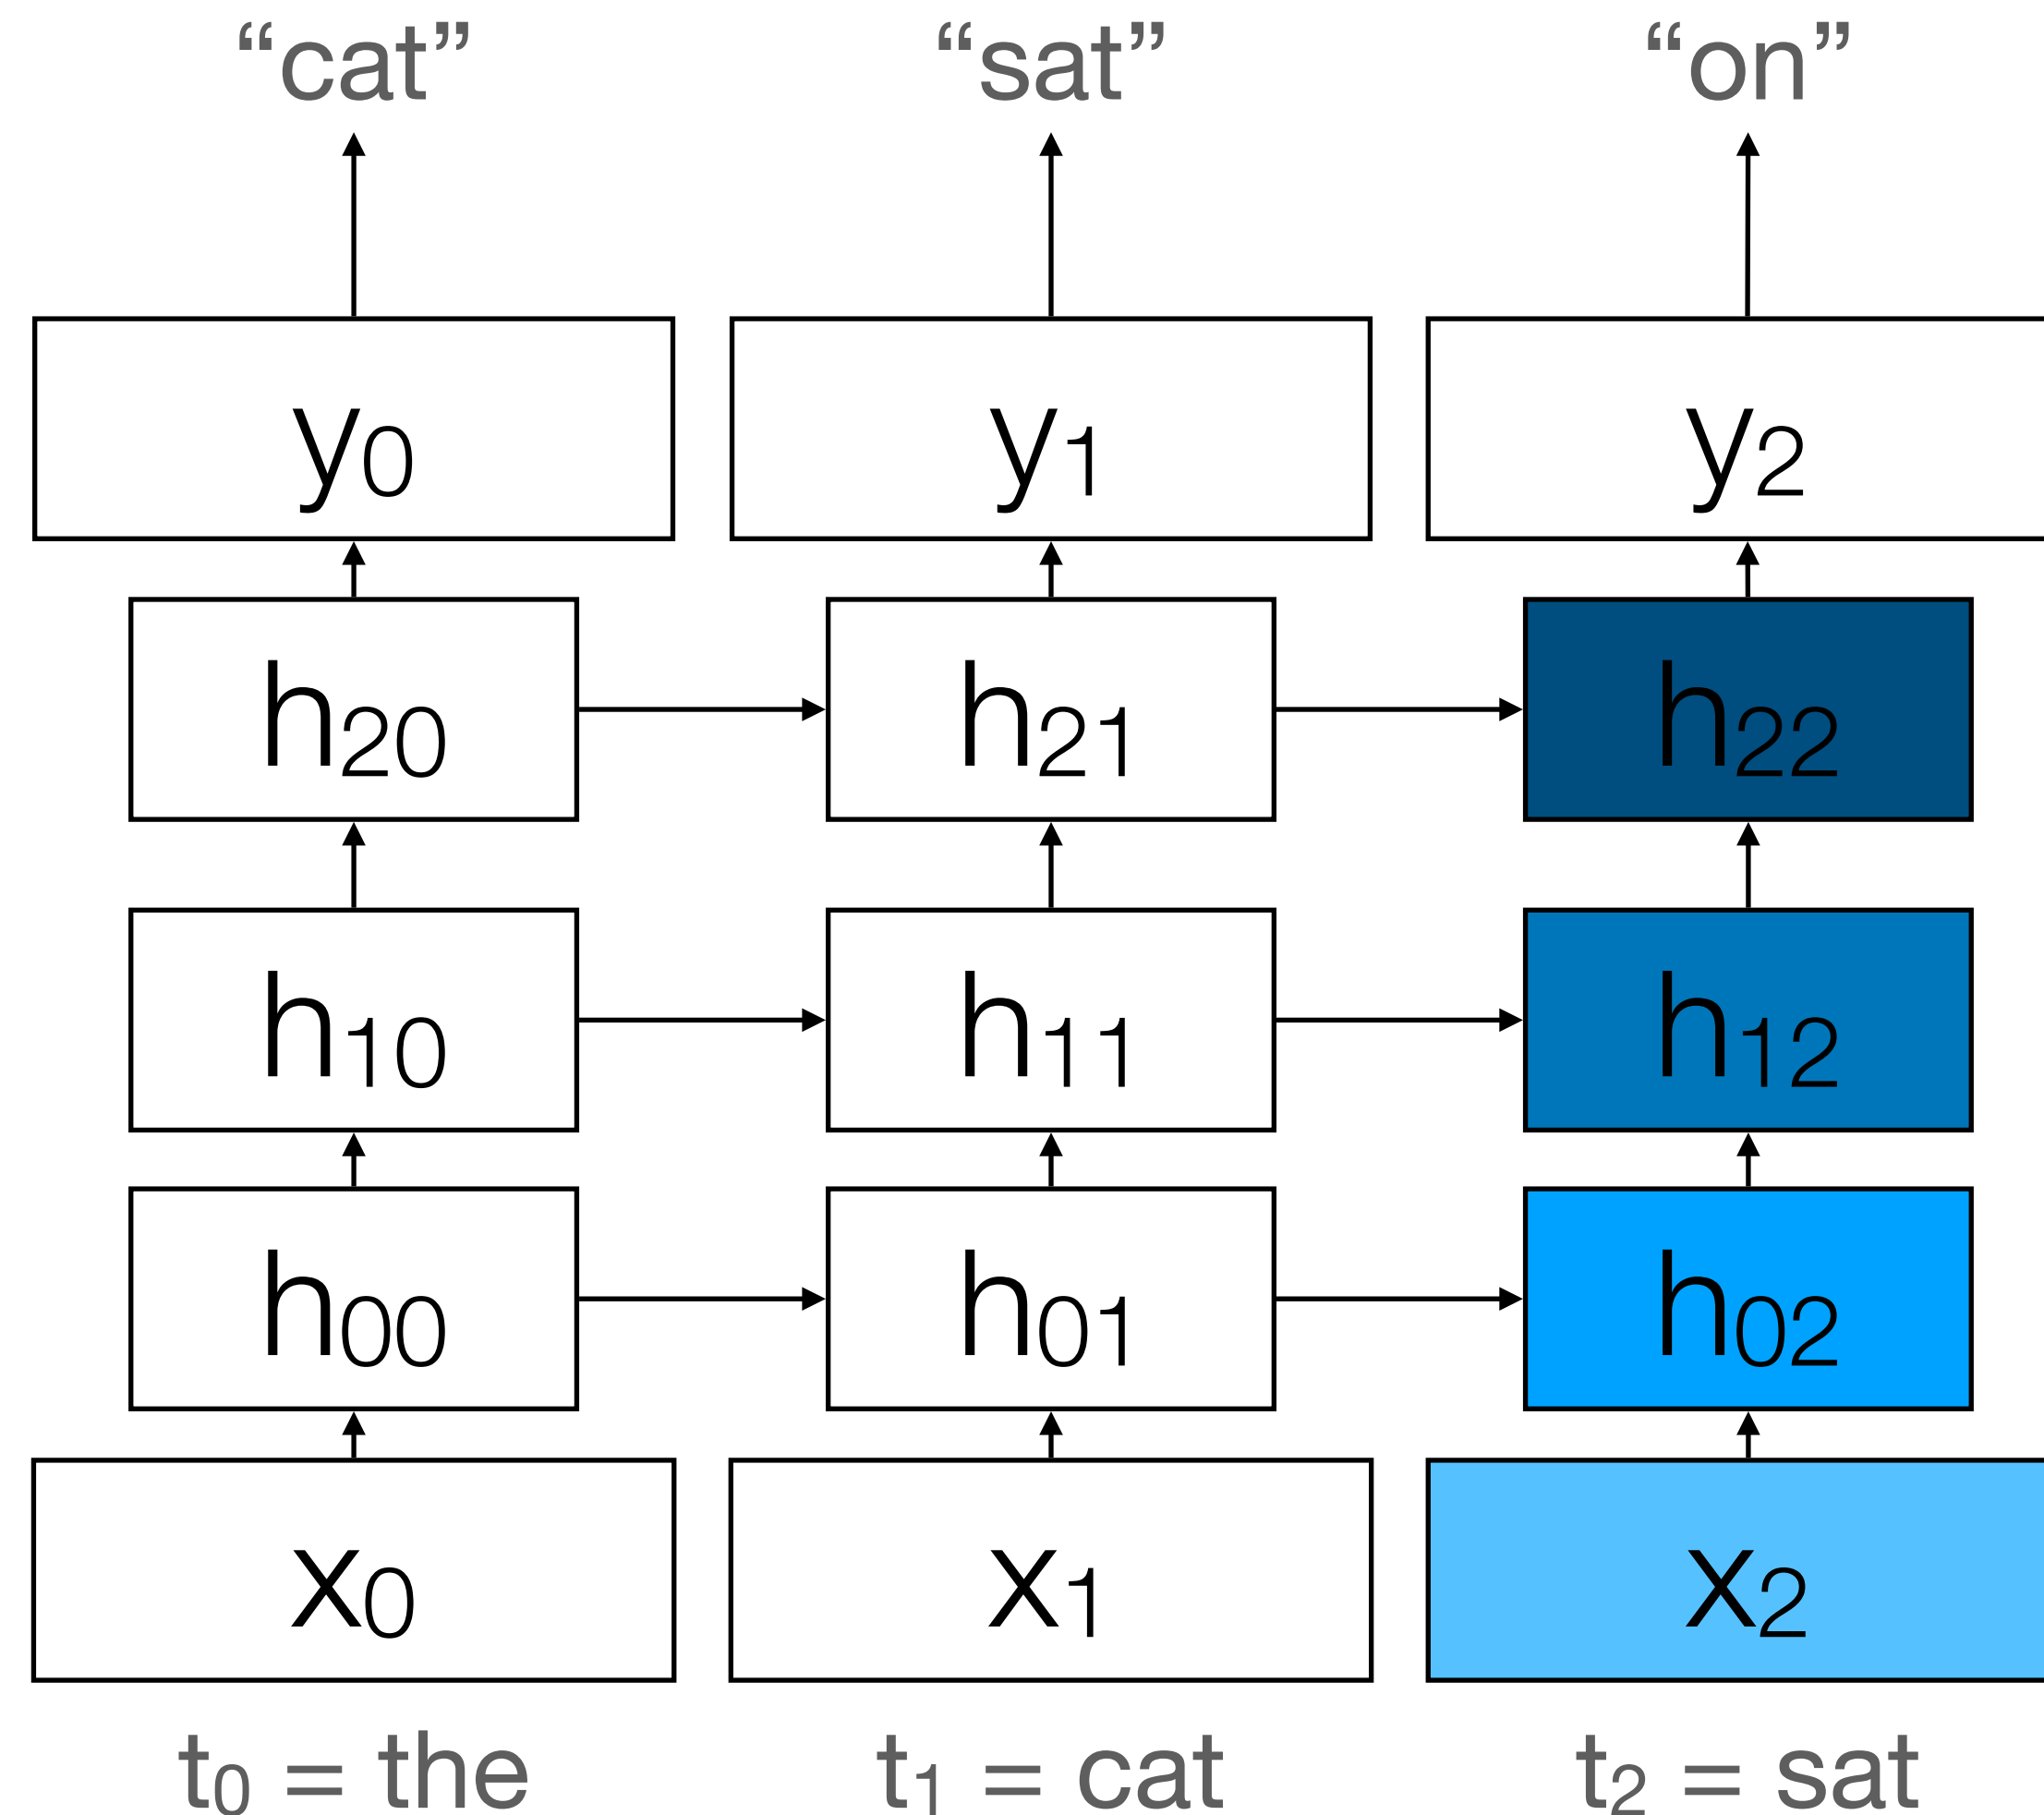 “cat” “sat” “on”
y0 y1 y2
h20 h21 h22
h10 h11 h12
h00 h01 h02
x0 x1 x2
t0 = the t1 = cat t2 = sat